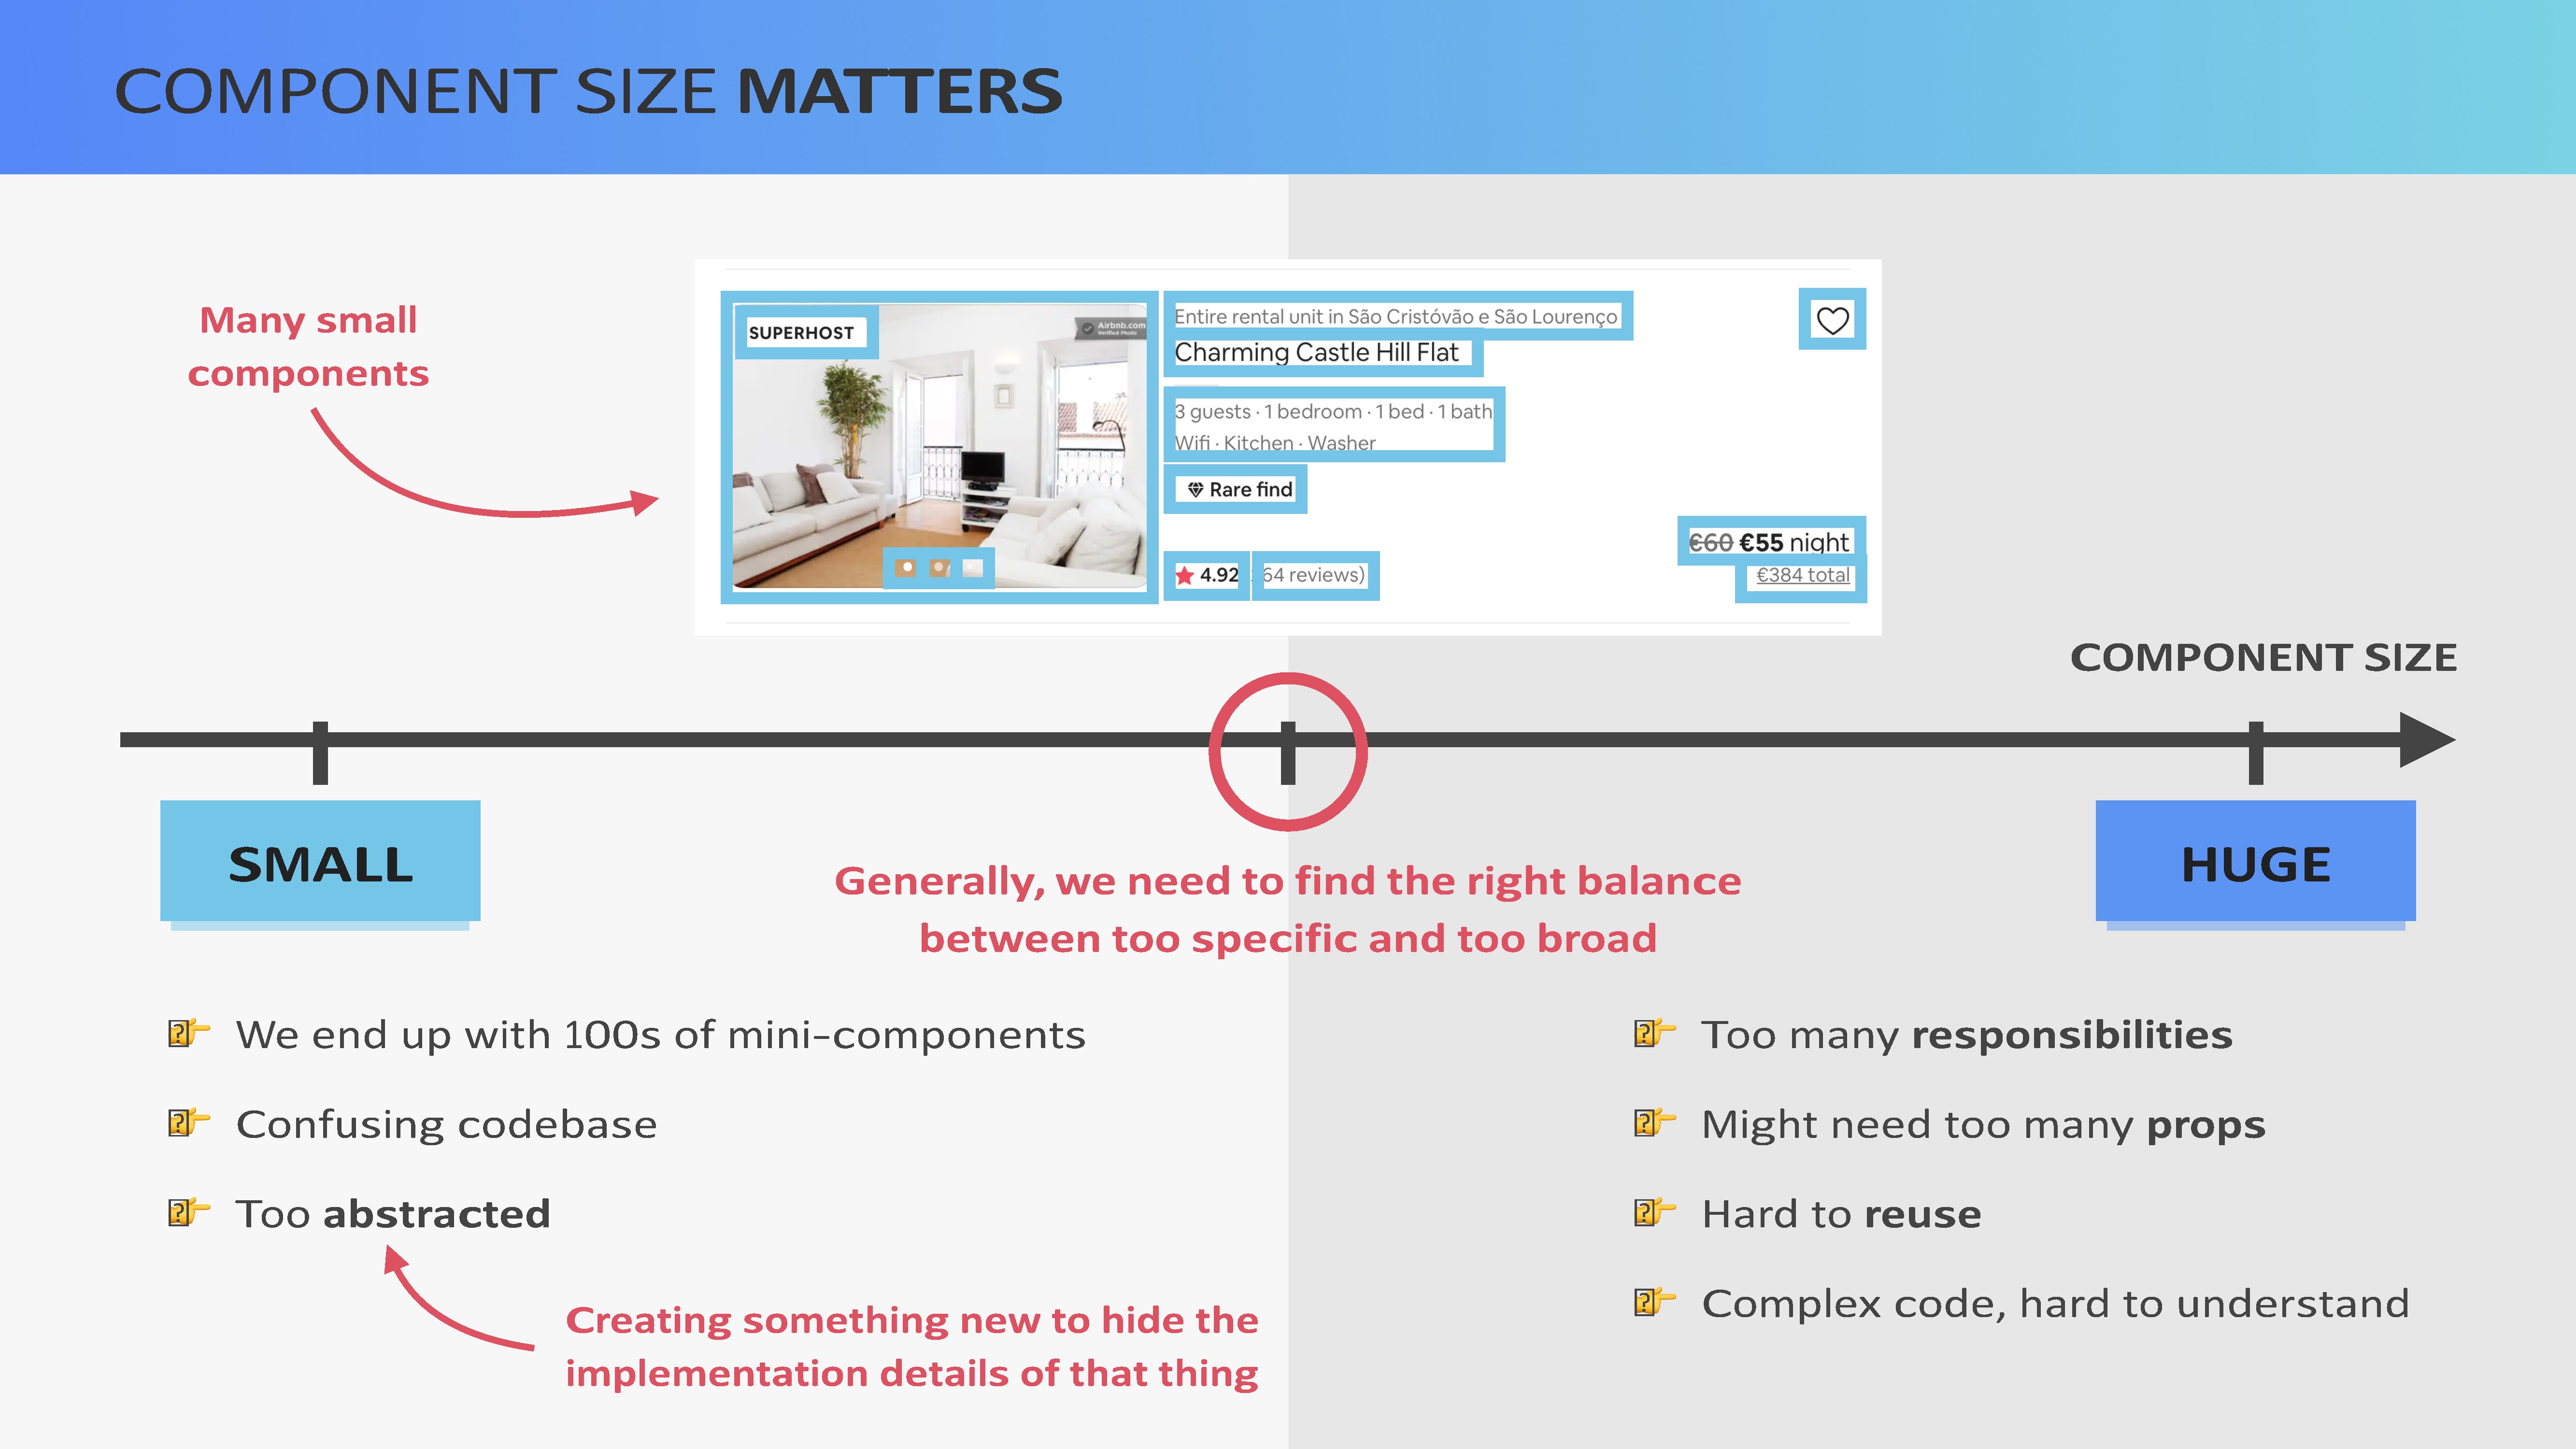 COMPONENT SIZE MATTERS
Many small
components
SUPERHOST
Airbnb.com
Verified Photo
Entire rental unit in São Cristóvão e São Lourenço
Charming Castle Hill Flat
3 guests · 1 bedroom · 1 bed · 1 bath
Wifi · Kitchen · Washer
Rare find
€60 €55 night
4.92 64 reviews)
€384 total
COMPONENT SIZE
SMALL
HUGE
Generally, we need to find the right balance
between too specific and too broad
We end up with 100s of mini-components
Confusing codebase
Too abstracted
Creating something new to hide the
implementation details of that thing
Too many responsibilities
Might need too many props
Hard to reuse
Complex code, hard to understand